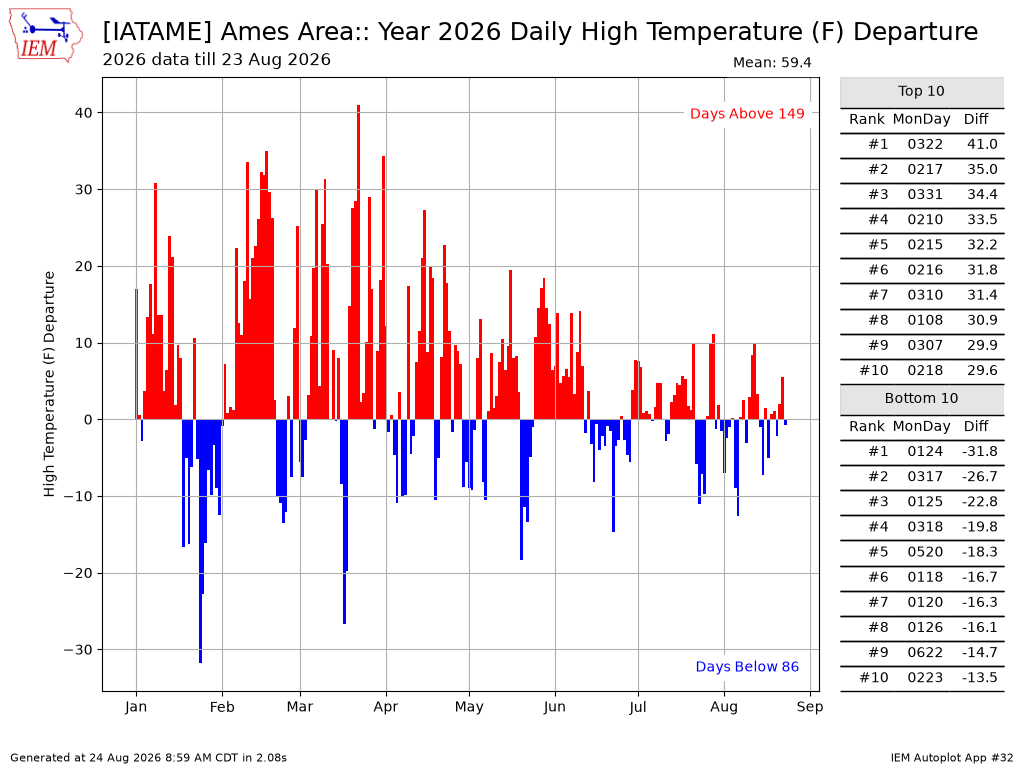 IEM
[IATAME] Ames Area:: Year 2026 Daily High Temperature (F) Departure
2026 data till 23 Aug 2026
Mean: 59.4
High Temperature (F) Departure
40
30
20
10
0
−10
−20
−30
Days Above 149
Days Below 86
Jan Feb Mar Apr May Jun Jul Aug Sep
Top 10
Rank MonDay Diff
#1 0322 41.0
#2 0217 35.0
#3 0331 34.4
#4 0210 33.5
#5 0215 32.2
#6 0216 31.8
#7 0310 31.4
#8 0108 30.9
#9 0307 29.9
#10 0218 29.6
Bottom 10
Rank MonDay Diff
#1 0124 -31.8
#2 0317 -26.7
#3 0125 -22.8
#4 0318 -19.8
#5 0520 -18.3
#6 0118 -16.7
#7 0120 -16.3
#8 0126 -16.1
#9 0622 -14.7
#10 0223 -13.5
Generated at 24 Aug 2026 8:59 AM CDT in 2.08s
IEM Autoplot App #32